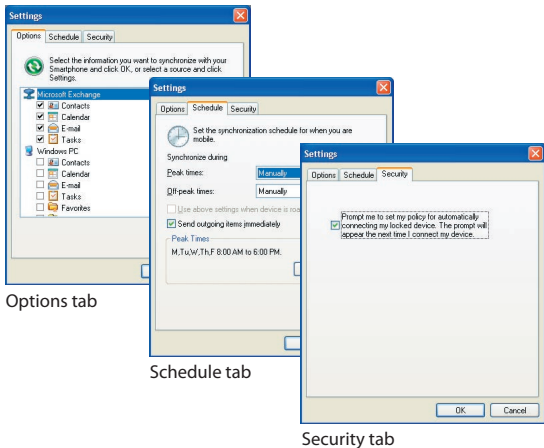 Settings
Options Schedule Security
Select the information you want to synchronize with your
Smartphone and click OK, or select a source and click
Settings.
Microsoft Exchange
Contacts
Calendar
E-mail
Tasks
Windows PC
Contacts
Calendar
E-mail
Tasks
Favorites
Options tab
Settings
Options Schedule Security
Set the synchronization schedule for when you are
mobile.
Synchronize during
Peak times: Manually
Off-peak times: Manually
Use above settings when device is
Send outgoing items immediately
Peak Times
M,Tu,W,Th,F 8:00 AM to 6:00 PM.
Schedule tab
Settings
Options Schedule Security
Prompt me to set my policy for automatically
connecting my locked device. The prompt will
appear the next time I connect my device.
OK Cancel
Security tab